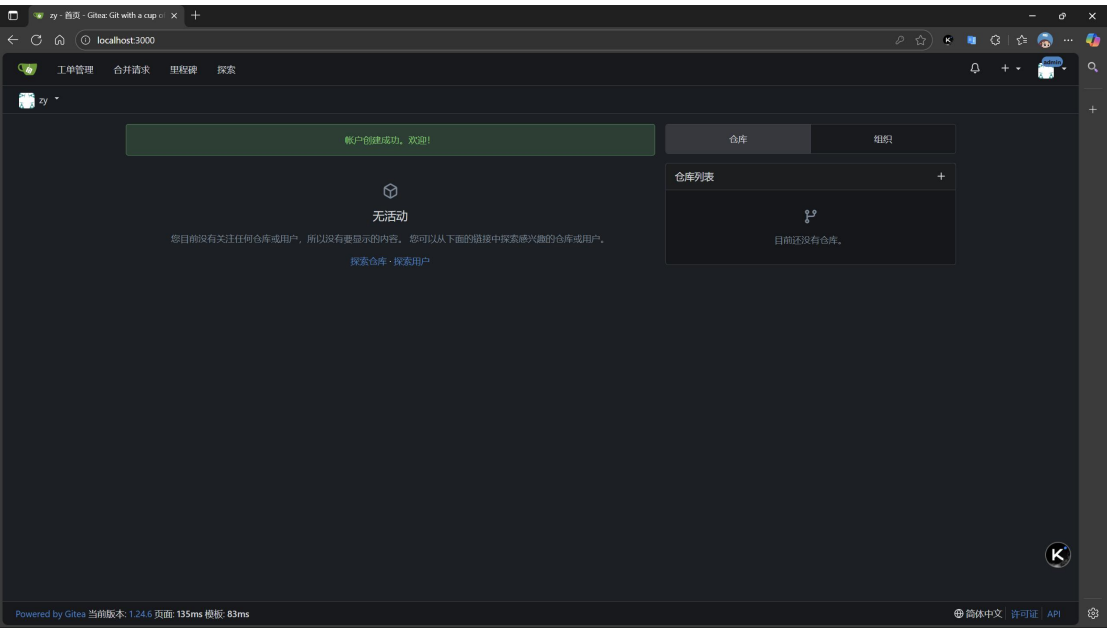 zy - 首页 - Gitea: Git with a cup o
localhost:3000
工单管理 合并请求 里程碑 探索
admin
zy
帐户创建成功。欢迎!
仓库 组织
仓库列表
无活动
您目前没有关注任何仓库或用户，所以没有要显示的内容。 您可以从下面的链接中探索感兴趣的仓库或用户。
目前还没有仓库。
探索仓库 · 探索用户
K
Powered by Gitea 当前版本: 1.24.6 页面: 135ms 模板: 83ms
简体中文 许可证 API